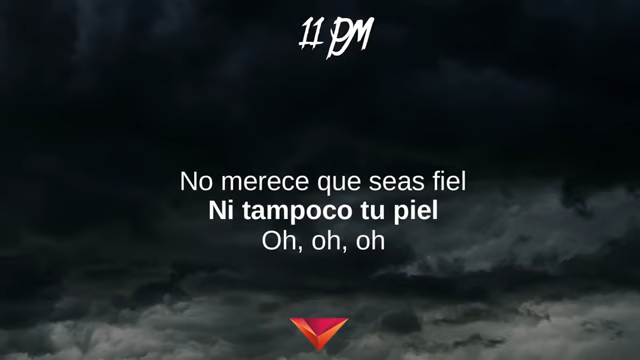 11 PM
No merece que seas fiel
Ni tampoco tu piel
Oh, oh, oh